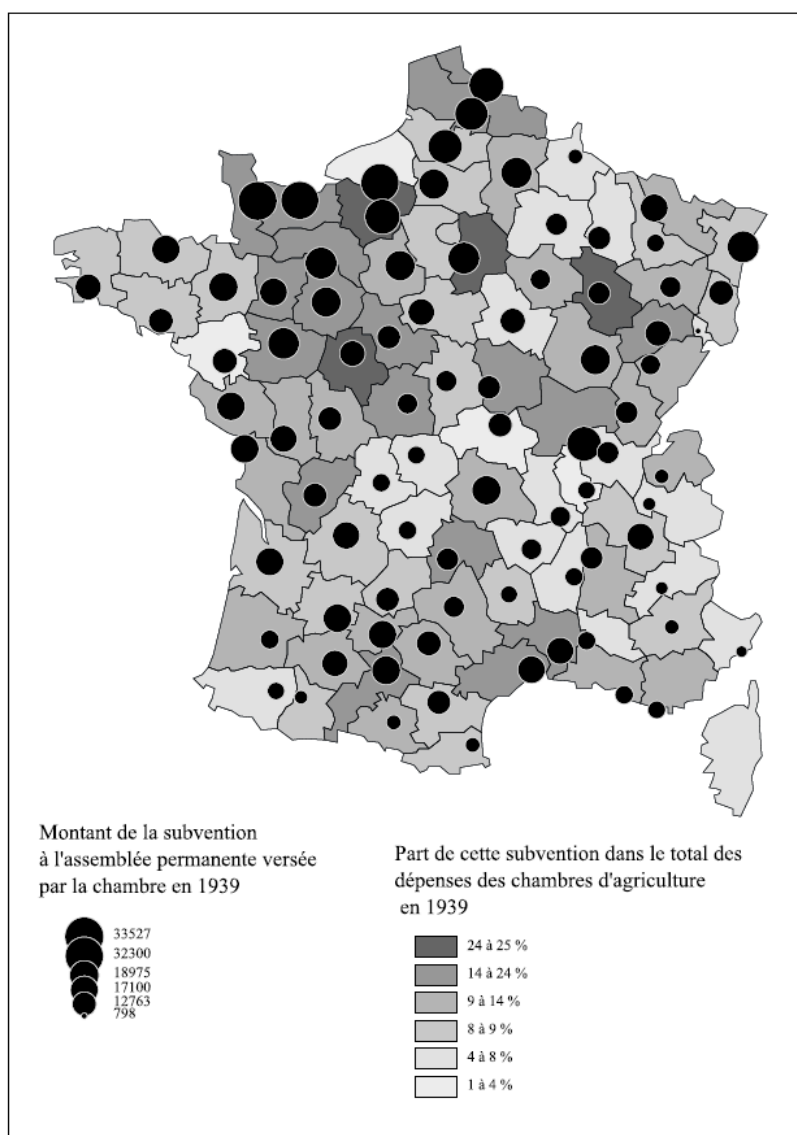 Montant de la subvention
à l'assemblée permanente versée
par la chambre en 1939
33527
32300
18975
17100
12763
798
Part de cette subvention dans le total des
dépenses des chambres d'agriculture
en 1939
24 à 25 %
14 à 24 %
9 à 14 %
8 à 9 %
4 à 8 %
1 à 4 %